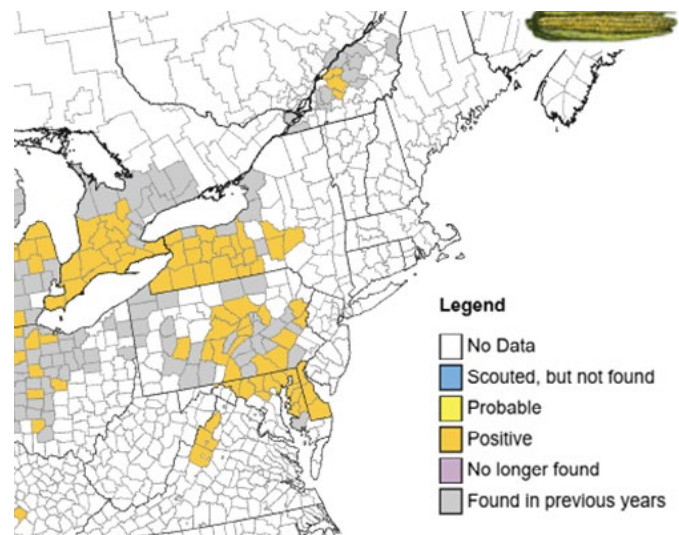 Legend
No Data
Scouted, but not found
Probable
Positive
No longer found
Found in previous years